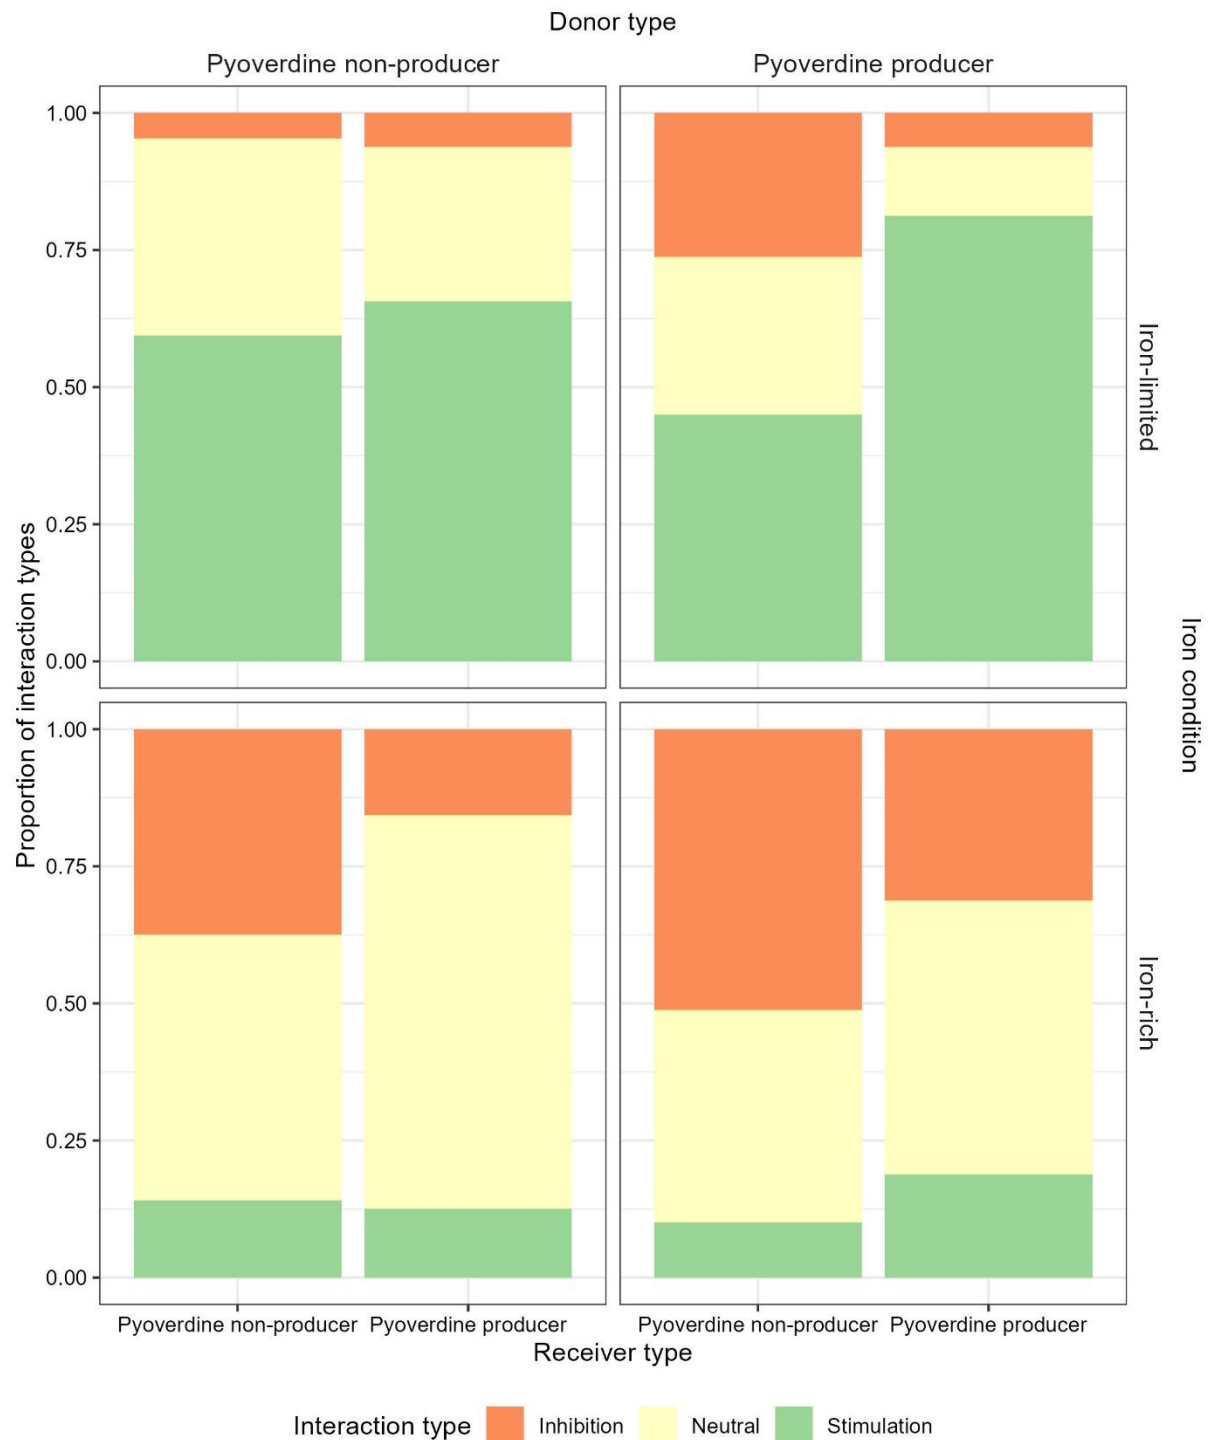 Donor type
Pyoverdine non-producer Pyoverdine producer
1.00
0.75
0.50
0.25
0.00
Iron-limited
1.00
0.75
0.50
0.25
0.00
Iron-rich
Proportion of interaction types
Iron condition
Pyoverdine non-producer Pyoverdine producer Pyoverdine non-producer Pyoverdine producer
Receiver type
Interaction type Inhibition Neutral Stimulation